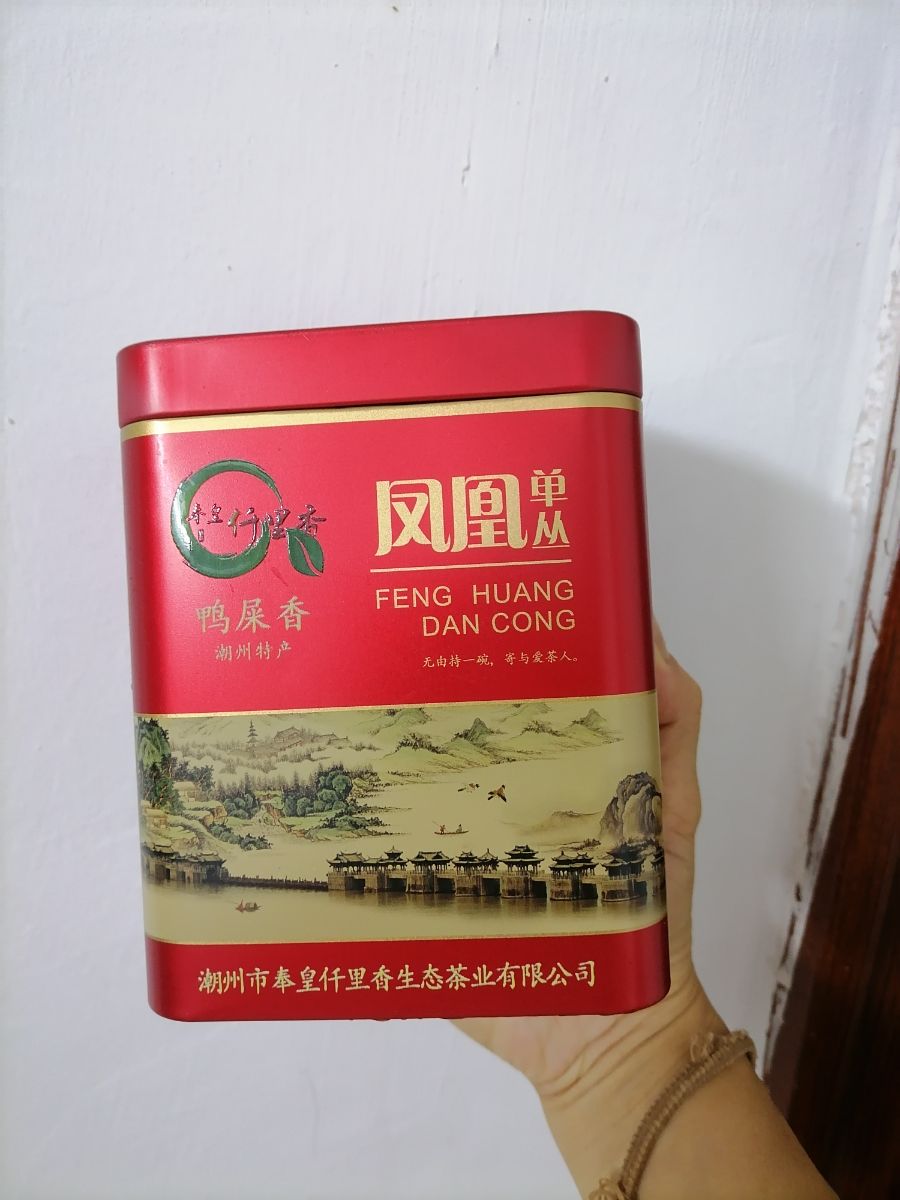 奉皇仟里香
鸭屎香
潮州特产
凤凰单丛
FENG HUANG
DAN CONG
无由持一碗，寄与爱茶人。
潮州市奉皇仟里香生态茶业有限公司